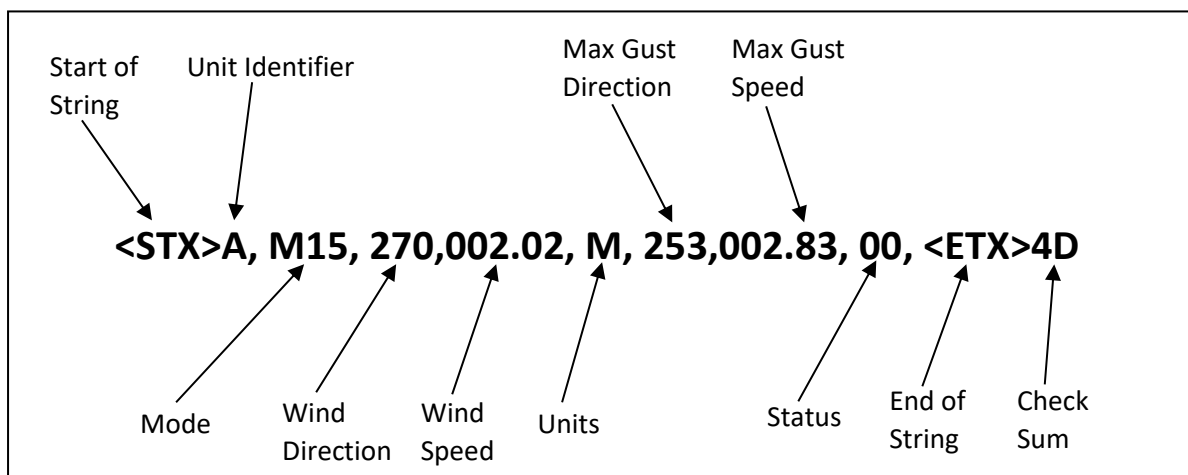 Start of
String
Unit Identifier
Max Gust
Direction
Max Gust
Speed
<STX>A, M15, 270,002.02, M, 253,002.83, 00, <ETX>4D
Mode
Wind
Direction
Wind
Speed
Units
Status
End of
String
Check
Sum